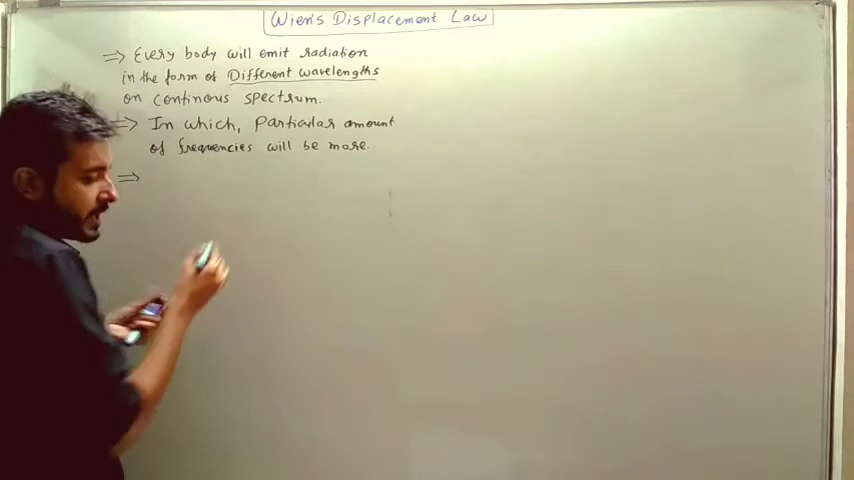 Wien's Displacement Law
⇒ Every body will emit radiation
in the form of Different wavelengths
on continous spectrum.
⇒ In which, Particular amount
of frequencies will be more.
⇒